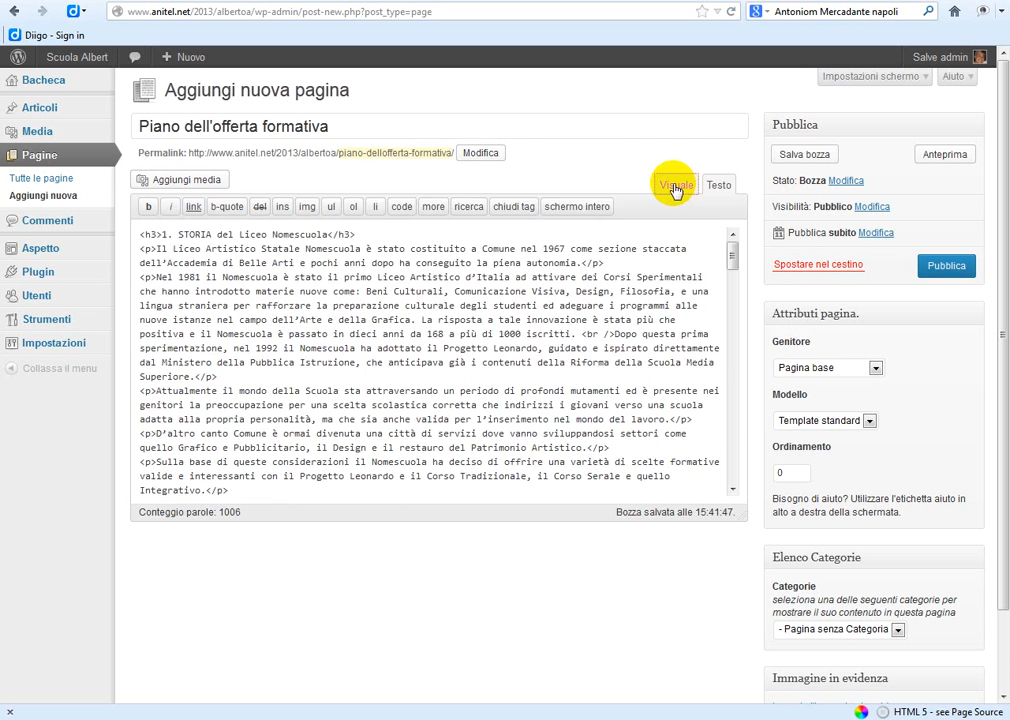 www.anitel.net/2013/albertoa/wp-admin/post-new.php?post_type=page
Antoniom Mercadante napoli
Diigo - Sign in
Scuola Albert
Nuovo
Salve admin
Bacheca
Articoli
Media
Pagine
Tutte le pagine
Aggiungi nuova
Commenti
Aspetto
Plugin
Utenti
Strumenti
Impostazioni
Collassa il menu
Impostazioni schermo
Aiuto
Aggiungi nuova pagina
Piano dell'offerta formativa
Permalink: http://www.anitel.net/2013/albertoa/piano-dellofferta-formativa/ Modifica
Aggiungi media
Visuale
Testo
b i link b-quote del ins img ul ol li code more ricerca chiudi tag schermo intero
<h3>1. STORIA del Liceo Nomescuola</h3>
<p>Il Liceo Artistico Statale Nomescuola è stato costituito a Comune nel 1967 come sezione staccata
dell'Accademia di Belle Arti e pochi anni dopo ha conseguito la piena autonomia.</p>
<p>Nel 1981 il Nomescuola è stato il primo Liceo Artistico d'Italia ad attivare dei Corsi Sperimentali
che hanno introdotto materie nuove come: Beni Culturali, Comunicazione Visiva, Design, Filosofia, e una
lingua straniera per rafforzare la preparazione culturale degli studenti ed adeguare i programmi alle
nuove istanze nel campo dell'Arte e della Grafica. La risposta a tale innovazione è stata più che
positiva e il Nomescuola è passato in dieci anni da 168 a più di 1000 iscritti. <br />Dopo questa prima
sperimentazione, nel 1992 il Nomescuola ha adottato il Progetto Leonardo, guidato e ispirato direttamente
dal Ministero della Pubblica Istruzione, che anticipava già i contenuti della Riforma della Scuola Media
Superiore.</p>
<p>Attualmente il mondo della Scuola sta attraversando un periodo di profondi mutamenti ed è presente nei
genitori la preoccupazione per una scelta scolastica corretta che indirizzi i giovani verso una scuola
adatta alla propria personalità, ma che sia anche valida per l'inserimento nel mondo del lavoro.</p>
<p>D'altro canto Comune è ormai divenuta una città di servizi dove vanno sviluppandosi settori come
quello Grafico e Pubblicitario, il Design e il restauro del Patrimonio Artistico.</p>
<p>Sulla base di queste considerazioni il Nomescuola ha deciso di offrire una varietà di scelte formative
valide e interessanti con il Progetto Leonardo e il Corso Tradizionale, il Corso Serale e quello
Integrativo.</p>
Conteggio parole: 1006
Bozza salvata alle 15:41:47.
Pubblica
Salva bozza
Anteprima
Stato: Bozza Modifica
Visibilità: Pubblico Modifica
Pubblica subito Modifica
Spostare nel cestino
Pubblica
Attributi pagina.
Genitore
Pagina base
Modello
Template standard
Ordinamento
0
Bisogno di aiuto? Utilizzare l'etichetta aiuto in
alto a destra della schermata.
Elenco Categorie
Categorie
seleziona una delle seguenti categorie per
mostrare il suo contenuto in questa pagina
- Pagina senza Categoria
Immagine in evidenza
HTML 5 - see Page Source